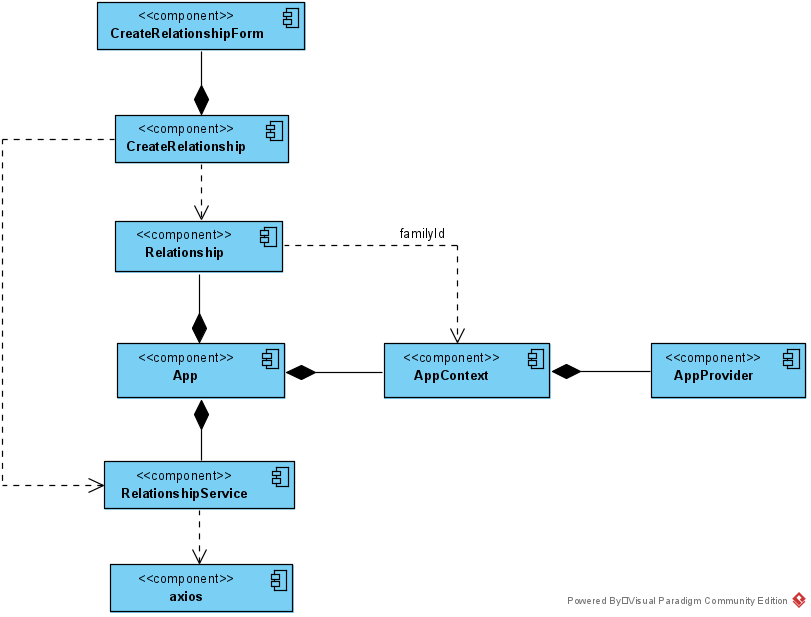 <<component>>
CreateRelationshipForm
<<component>>
CreateRelationship
<<component>>
Relationship
familyId
<<component>>
App
<<component>>
AppContext
<<component>>
AppProvider
<<component>>
RelationshipService
<<component>>
axios
Powered By□Visual Paradigm Community Edition